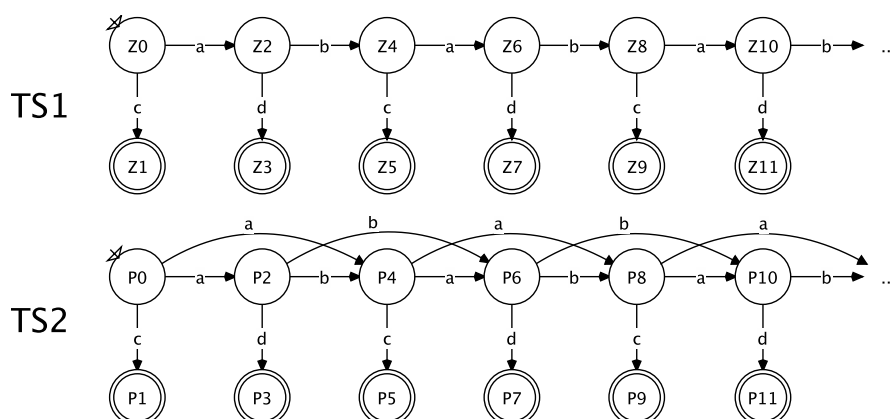 Z0 a Z2 b Z4 a Z6 b Z8 a Z10 b ..
TS1
c d c d c d
Z1 Z3 Z5 Z7 Z9 Z11
a b a b a
P0 a P2 b P4 a P6 b P8 a P10 b ..
TS2
c d c d c d
P1 P3 P5 P7 P9 P11